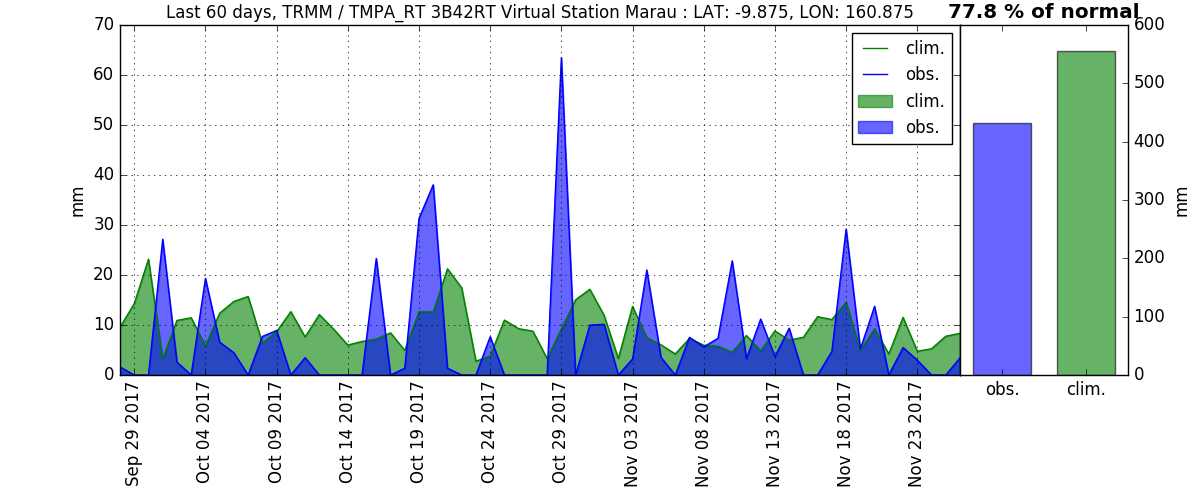 Last 60 days, TRMM / TMPA_RT 3B42RT Virtual Station Marau : LAT: -9.875, LON: 160.875
77.8 % of normal
70
60
50
40
30
20
10
0
mm
clim.
obs.
clim.
obs.
600
500
400
300
200
100
0
mm
Sep 29 2017
Oct 04 2017
Oct 09 2017
Oct 14 2017
Oct 19 2017
Oct 24 2017
Oct 29 2017
Nov 03 2017
Nov 08 2017
Nov 13 2017
Nov 18 2017
Nov 23 2017
obs.
clim.